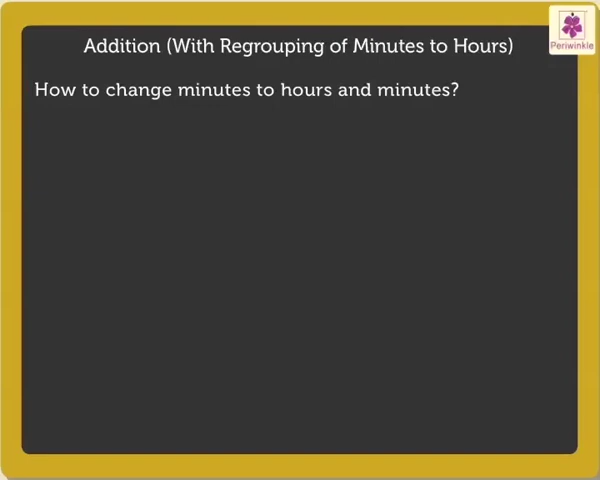 Addition (With Regrouping of Minutes to Hours)
Periwinkle
How to change minutes to hours and minutes?